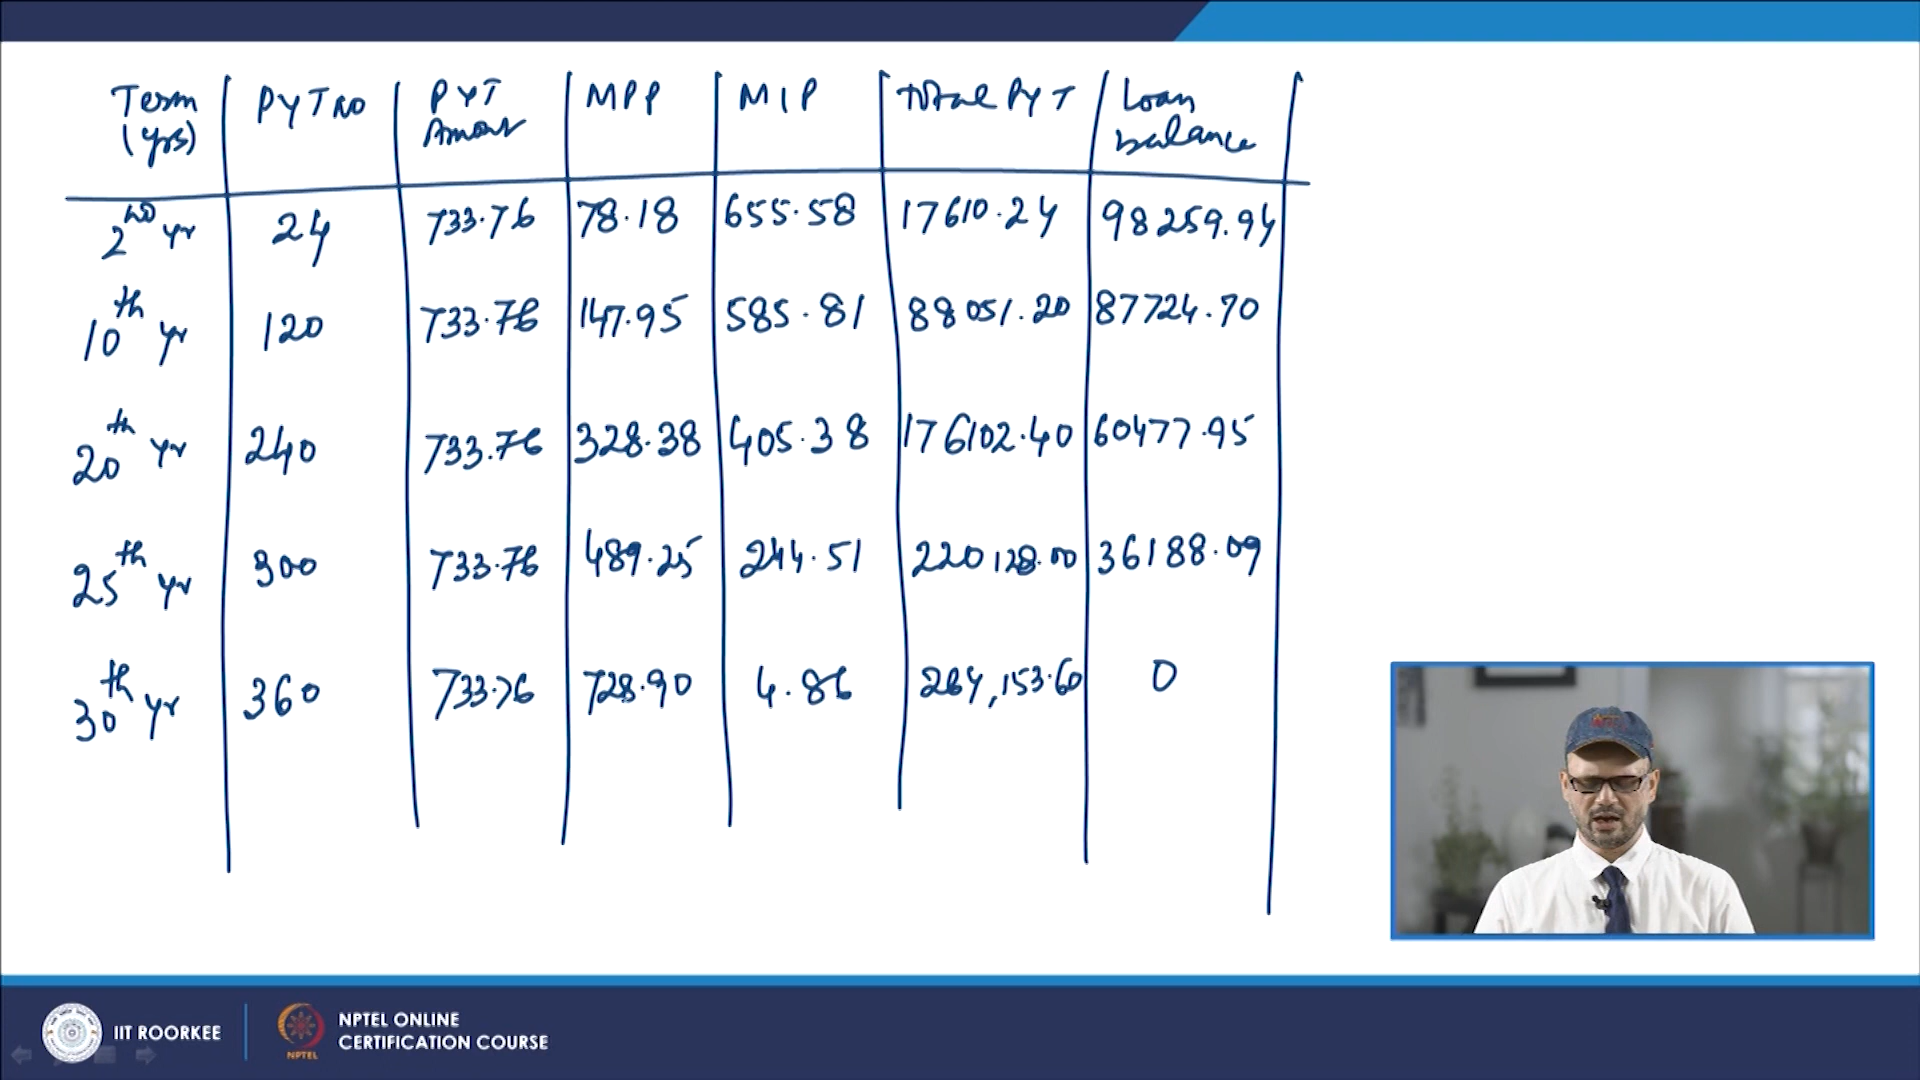 Term (yrs) PYT NO PYT Amount MPP MIP Total PYT Loan balance
2ND yr 24 733.76 78.18 655.58 17610.24 98259.94
10th yr 120 733.76 147.95 585.81 88051.20 87724.70
20th yr 240 733.76 328.38 405.38 176102.40 60477.95
25th yr 300 733.76 489.25 244.51 220128.00 36188.09
30th yr 360 733.76 728.90 4.86 264,153.60 0
IIT ROORKEE
NPTEL
NPTEL ONLINE
CERTIFICATION COURSE